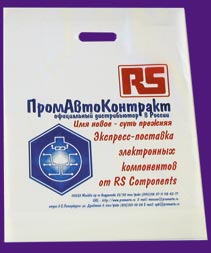 RS
ПромАвтоКонтракт
официальный дистрибьютор в России
Имя новое - суть прежняя
Экспресс-поставка
электронных
компонентов
от RS Components